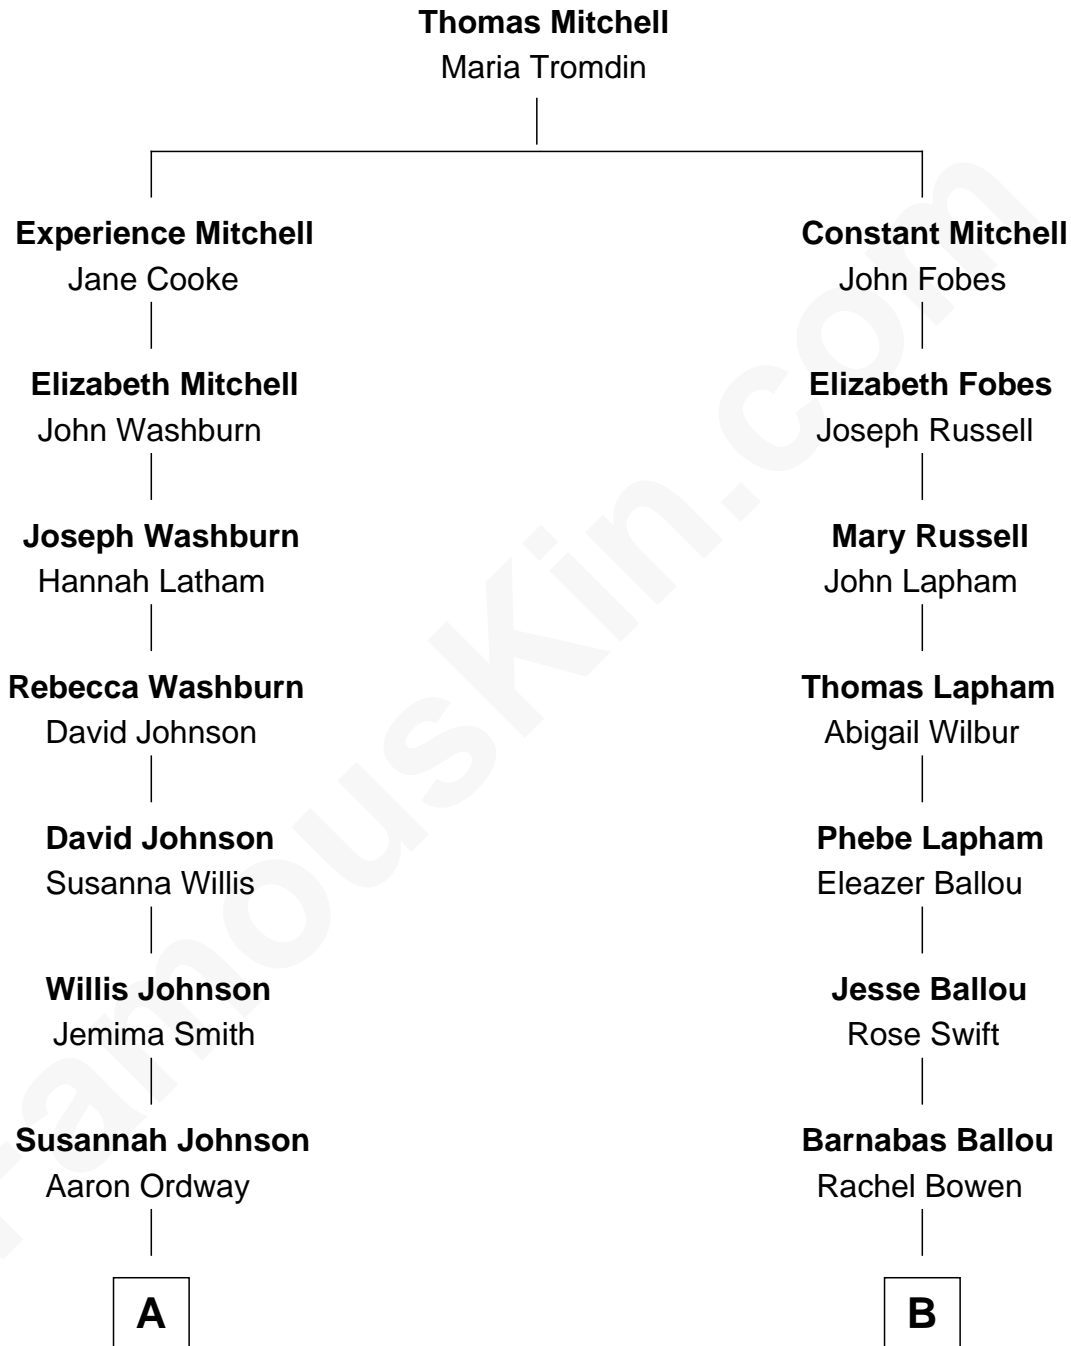 Thomas Mitchell
Maria Tromdin
Experience Mitchell
Jane Cooke
Constant Mitchell
John Fobes
Elizabeth Mitchell
John Washburn
Elizabeth Fobes
Joseph Russell
Joseph Washburn
Hannah Latham
Mary Russell
John Lapham
Rebecca Washburn
David Johnson
Thomas Lapham
Abigail Wilbur
David Johnson
Susanna Willis
Phebe Lapham
Eleazer Ballou
Willis Johnson
Jemima Smith
Jesse Ballou
Rose Swift
Susannah Johnson
Aaron Ordway
Barnabas Ballou
Rachel Bowen
A
B
FamousKin.com